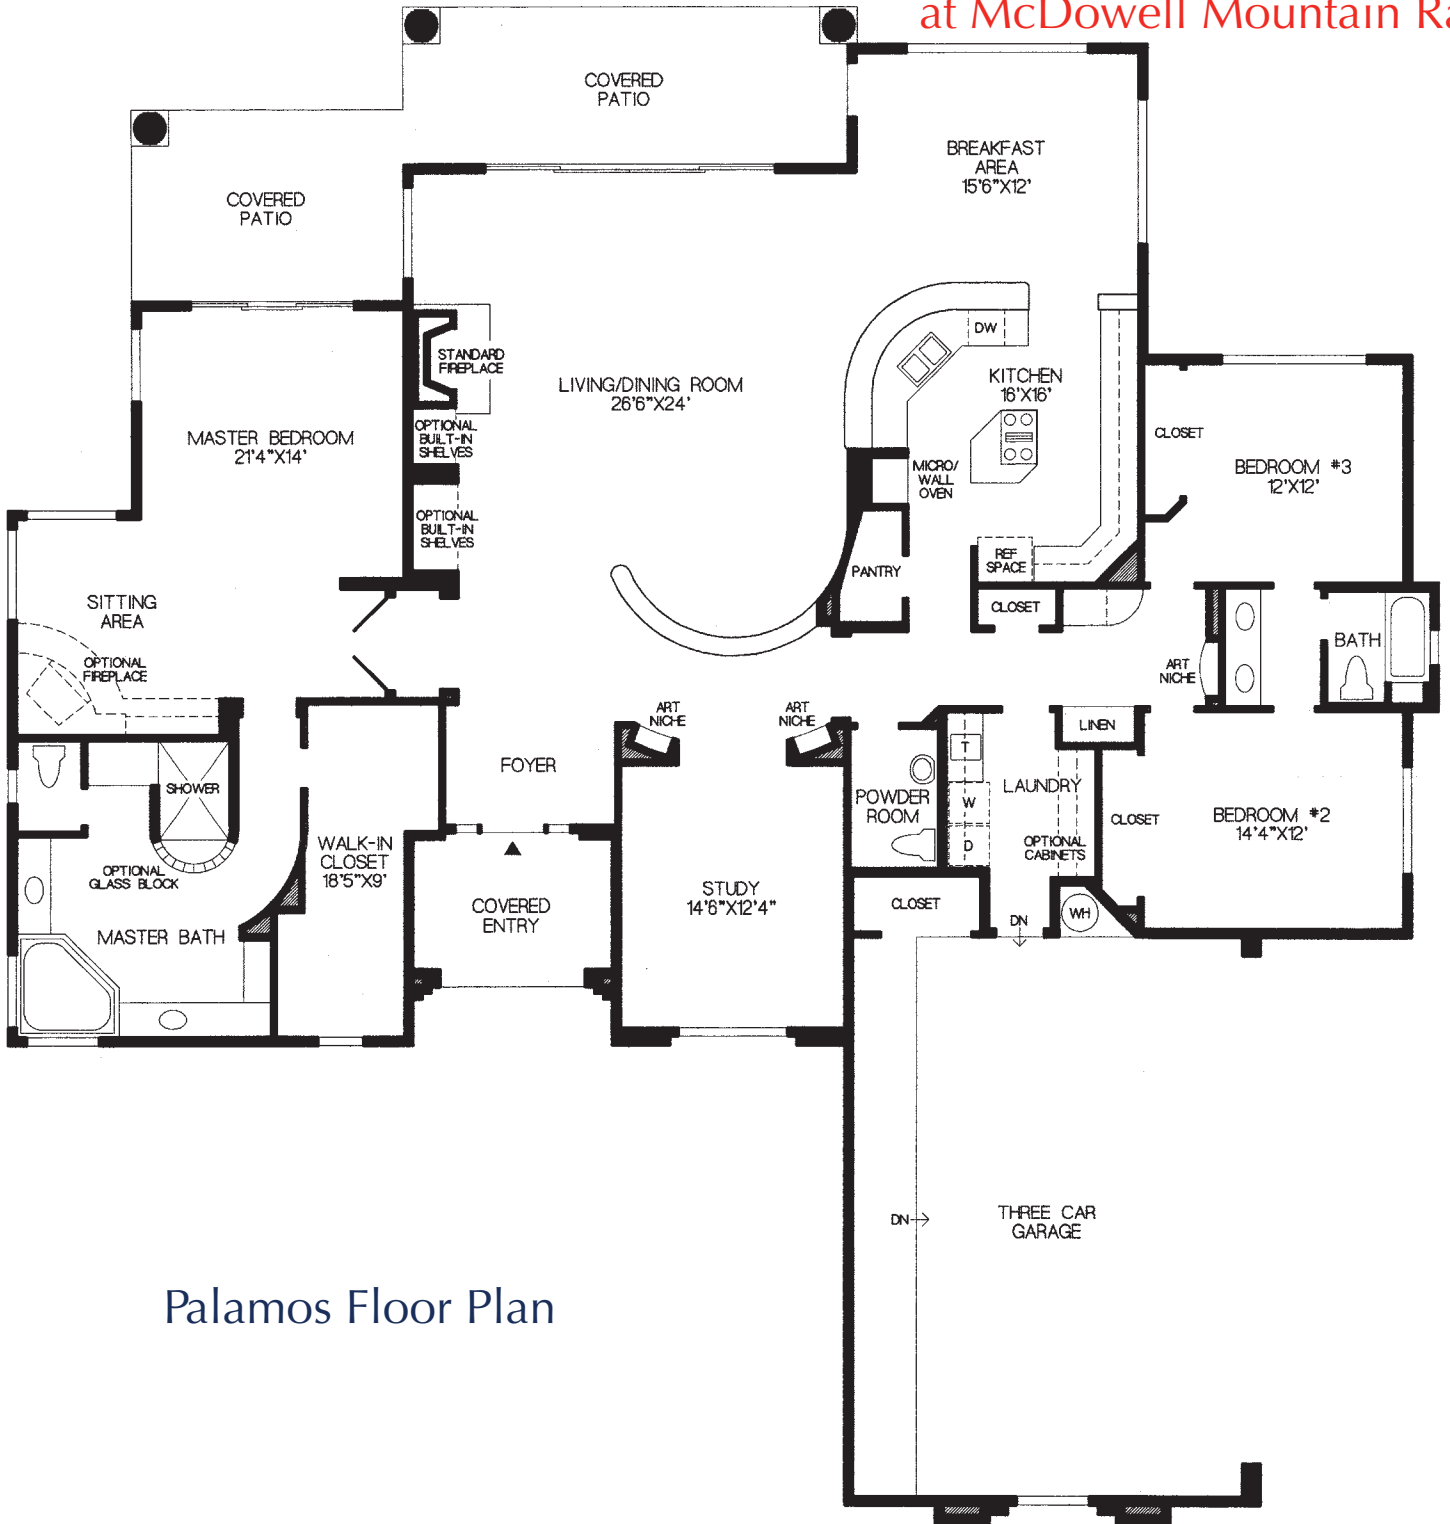 at McDowell Mountain Ra
COVERED
PATIO
BREAKFAST
AREA
15'6"X12'
COVERED
PATIO
DW
STANDARD
FIREPLACE
LIVING/DINING ROOM
26'6"X24'
KITCHEN
16'X16'
OPTIONAL
BUILT-IN
SHELVES
MASTER BEDROOM
21'4"X14'
CLOSET
BEDROOM #3
12'X12'
MICRO/
WALL
OVEN
OPTIONAL
BUILT-IN
SHELVES
REF
SPACE
PANTRY
SITTING
AREA
CLOSET
BATH
OPTIONAL
FIREPLACE
ART
NICHE
ART
NICHE
ART
NICHE
LINEN
T
FOYER
SHOWER
LAUNDRY
W
POWDER
ROOM
CLOSET
BEDROOM #2
14'4"X12'
D
OPTIONAL
CABINETS
WALK-IN
CLOSET
18'5"X9'
OPTIONAL
GLASS BLOCK
STUDY
14'6"X12'4"
COVERED
ENTRY
CLOSET
WH
DN
MASTER BATH
DN
THREE CAR
GARAGE
Palamos Floor Plan